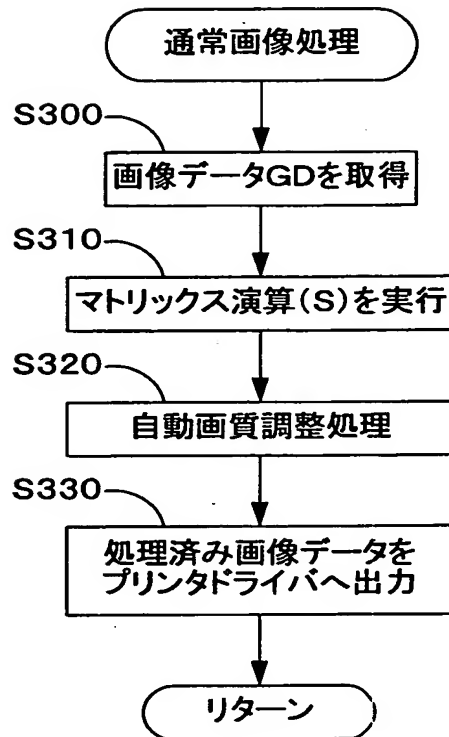 通常画像処理
S300
画像データGDを取得
S310
マトリックス演算(S)を実行
S320
自動画質調整処理
S330
処理済み画像データを
プリンタドライバへ出力
リターン